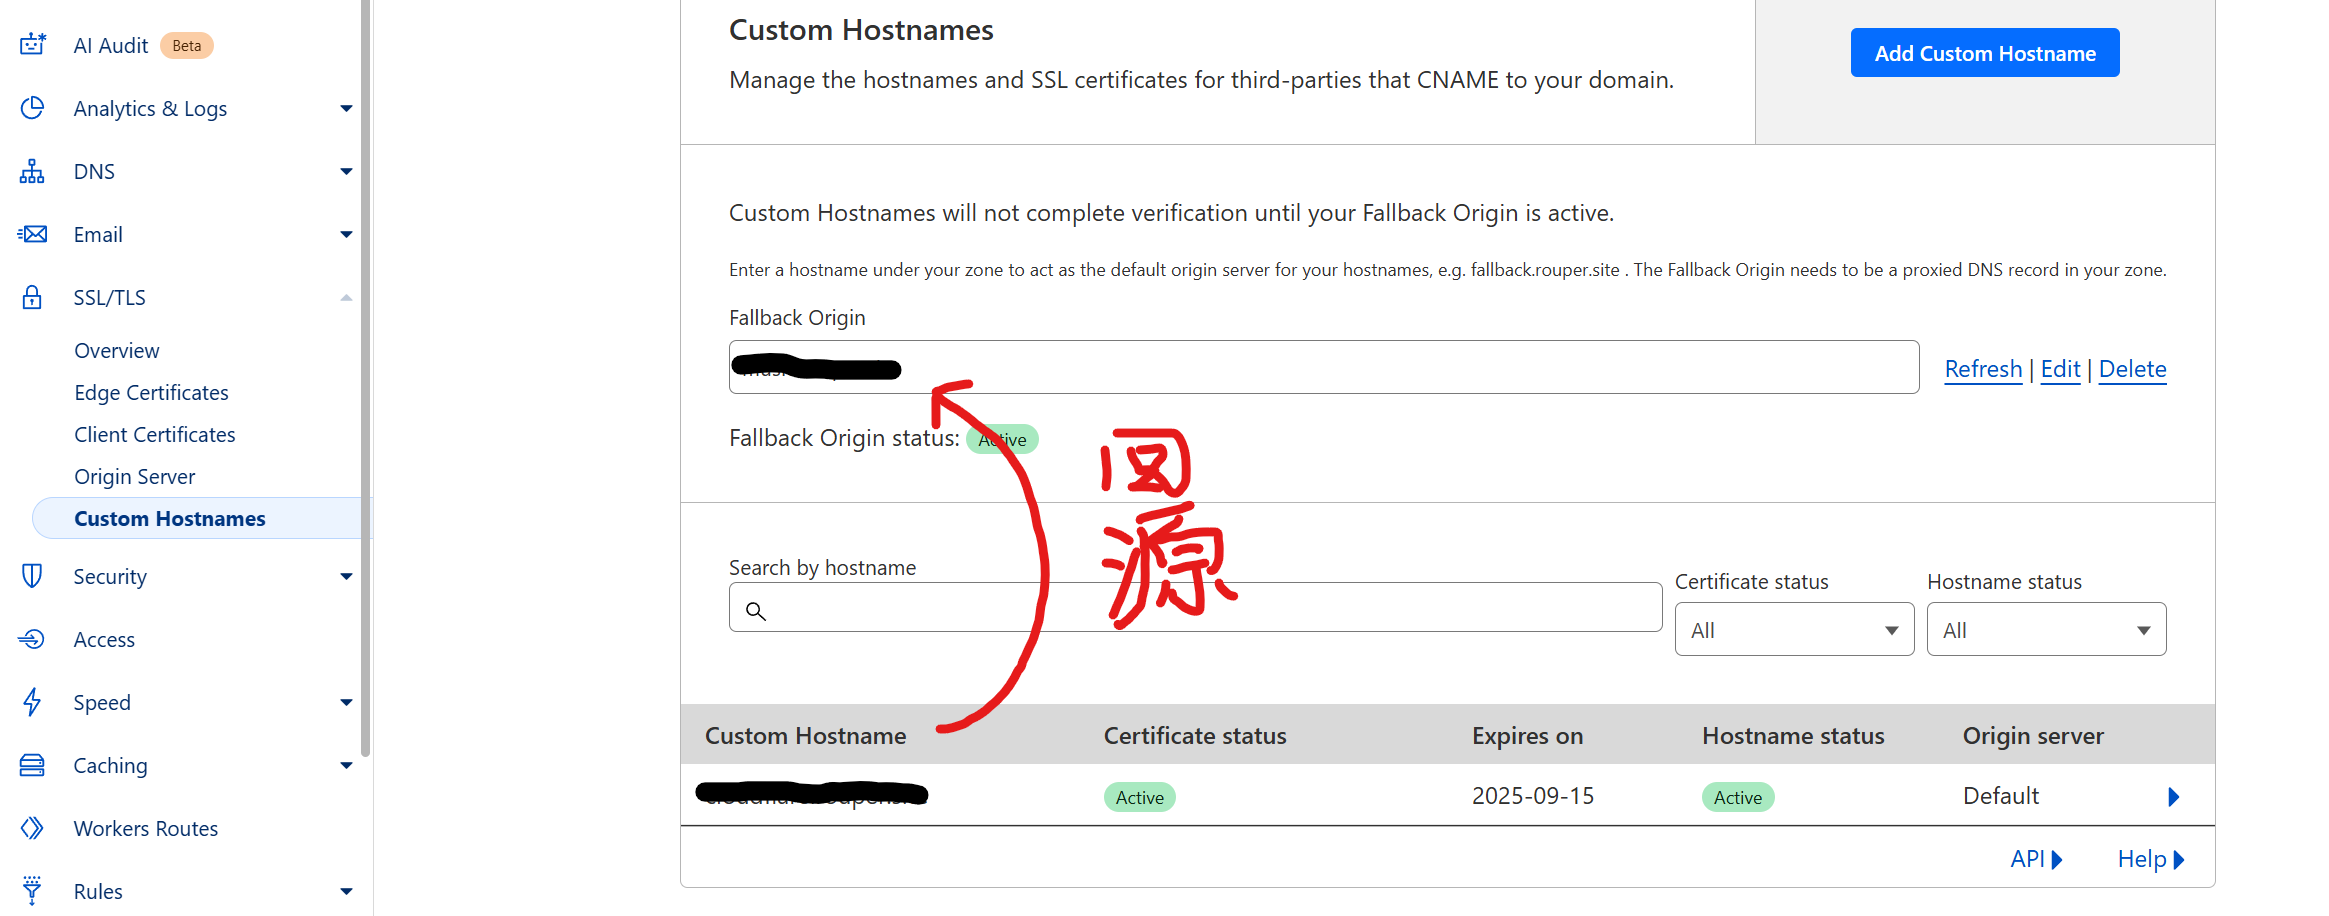 AI Audit Beta
Analytics & Logs
DNS
Email
SSL/TLS
Overview
Edge Certificates
Client Certificates
Origin Server
Custom Hostnames
Security
Access
Speed
Caching
Workers Routes
Rules
Custom Hostnames
Manage the hostnames and SSL certificates for third-parties that CNAME to your domain.
Add Custom Hostname
Custom Hostnames will not complete verification until your Fallback Origin is active.
Enter a hostname under your zone to act as the default origin server for your hostnames, e.g. fallback.rouper.site . The Fallback Origin needs to be a proxied DNS record in your zone.
Fallback Origin
Refresh | Edit | Delete
Fallback Origin status: Active
回
源
Search by hostname
Certificate status
All
Hostname status
All
Custom Hostname Certificate status Expires on Hostname status Origin server
Active 2025-09-15 Active Default
API Help